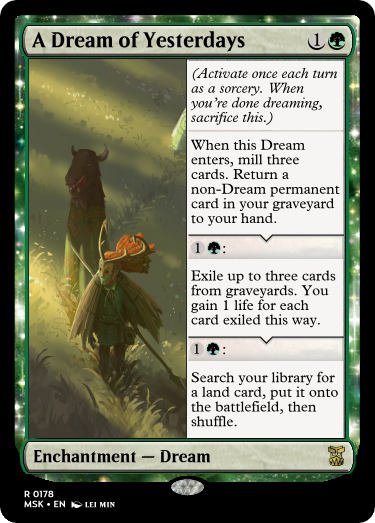 A Dream of Yesterdays 1
(Activate once each turn
as a sorcery. When
you're done dreaming,
sacrifice this.)
When this Dream
enters, mill three
cards. Return a
non-Dream permanent
card in your graveyard
to your hand.
1 :
Exile up to three cards
from graveyards. You
gain 1 life for each
card exiled this way.
1 :
Search your library for
a land card, put it onto
the battlefield, then
shuffle.
Enchantment — Dream
R 0178
MSK • EN LEI MIN